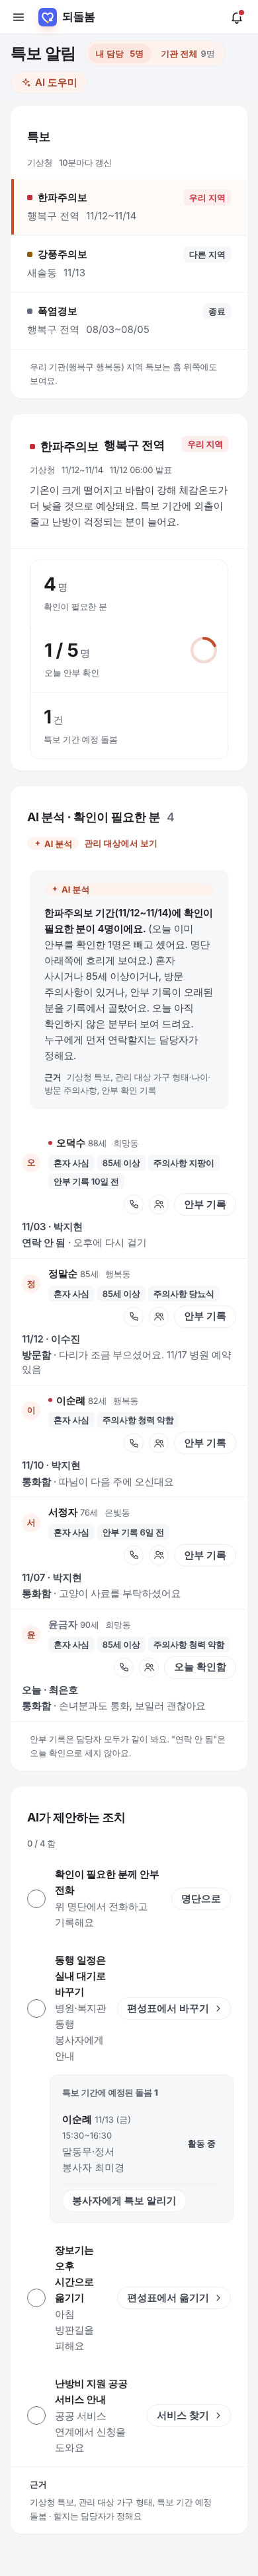 되돌봄
특보 알림
내 담당 5명
기관 전체 9명
AI 도우미
특보
기상청 10분마다 갱신
한파주의보
우리 지역
행복구 전역 11/12~11/14
강풍주의보
다른 지역
새솔동 11/13
폭염경보
종료
행복구 전역 08/03~08/05
우리 기관(행복구 행복동) 지역 특보는 홈 위쪽에도
보여요.
한파주의보 행복구 전역
우리 지역
기상청 11/12~11/14 11/12 06:00 발표
기온이 크게 떨어지고 바람이 강해 체감온도가
더 낮을 것으로 예상돼요. 특보 기간에 외출이
줄고 난방이 걱정되는 분이 늘어요.
4 명
확인이 필요한 분
1 / 5 명
오늘 안부 확인
1 건
특보 기간 예정 돌봄
AI 분석 · 확인이 필요한 분 4
AI 분석
관리 대상에서 보기
AI 분석
한파주의보 기간(11/12~11/14)에 확인이
필요한 분이 4명이에요. (오늘 이미
안부를 확인한 1명은 빼고 셌어요. 명단
아래쪽에 흐리게 보여요.) 혼자
사시거나 85세 이상이거나, 방문
주의사항이 있거나, 안부 기록이 오래된
분을 기록에서 골랐어요. 오늘 아직
확인하지 않은 분부터 보여 드려요.
누구에게 먼저 연락할지는 담당자가
정해요.
근거 기상청 특보, 관리 대상 가구 형태·나이·
방문 주의사항, 안부 확인 기록
오
오덕수 88세 희망동
혼자 사심
85세 이상
주의사항 지팡이
안부 기록 10일 전
안부 기록
11/03 · 박지현
연락 안 됨 · 오후에 다시 걸기
정
정말순 85세 행복동
혼자 사심
85세 이상
주의사항 당뇨식
안부 기록
11/12 · 이수진
방문함 · 다리가 조금 부으셨어요. 11/17 병원 예약
있음
이
이순례 82세 행복동
혼자 사심
주의사항 청력 약함
안부 기록
11/10 · 박지현
통화함 · 따님이 다음 주에 오신대요
서
서정자 76세 은빛동
혼자 사심
안부 기록 6일 전
안부 기록
11/07 · 박지현
통화함 · 고양이 사료를 부탁하셨어요
윤
윤금자 90세 희망동
혼자 사심
85세 이상
주의사항 청력 약함
오늘 확인함
오늘 · 최은호
통화함 · 손녀분과도 통화, 보일러 괜찮아요
안부 기록은 담당자 모두가 같이 봐요. "연락 안 됨"은
오늘 확인으로 세지 않아요.
AI가 제안하는 조치
0 / 4 함
확인이 필요한 분께 안부
전화
위 명단에서 전화하고
기록해요
명단으로
동행 일정은
실내 대기로
바꾸기
병원·복지관
동행
봉사자에게
안내
편성표에서 바꾸기
특보 기간에 예정된 돌봄 1
이순례 11/13 (금)
15:30~16:30
말동무·정서
봉사자 최미경
활동 중
봉사자에게 특보 알리기
장보기는
오후
시간으로
옮기기
아침
빙판길을
피해요
편성표에서 옮기기
난방비 지원 공공
서비스 안내
공공 서비스
연계에서 신청을
도와요
서비스 찾기
근거
기상청 특보, 관리 대상 가구 형태, 특보 기간 예정
돌봄 · 할지는 담당자가 정해요